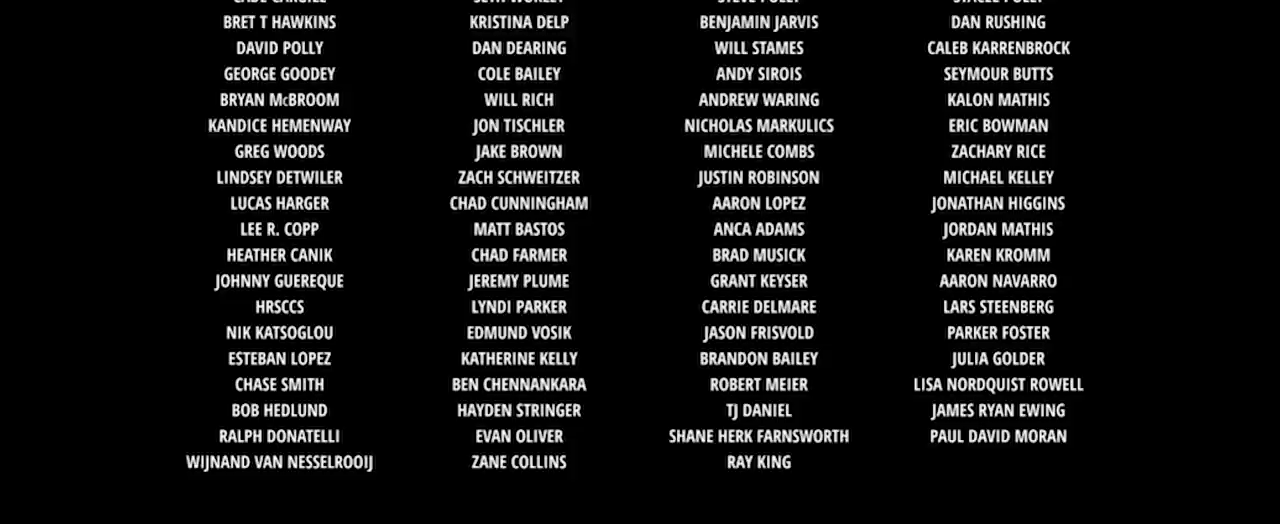 BRET T HAWKINS KRISTINA DELP BENJAMIN JARVIS DAN RUSHING
DAVID POLLY DAN DEARING WILL STAMES CALEB KARRENBROCK
GEORGE GOODEY COLE BAILEY ANDY SIROIS SEYMOUR BUTTS
BRYAN McBROOM WILL RICH ANDREW WARING KALON MATHIS
KANDICE HEMENWAY JON TISCHLER NICHOLAS MARKULICS ERIC BOWMAN
GREG WOODS JAKE BROWN MICHELE COMBS ZACHARY RICE
LINDSEY DETWILER ZACH SCHWEITZER JUSTIN ROBINSON MICHAEL KELLEY
LUCAS HARGER CHAD CUNNINGHAM AARON LOPEZ JONATHAN HIGGINS
LEE R. COPP MATT BASTOS ANCA ADAMS JORDAN MATHIS
HEATHER CANIK CHAD FARMER BRAD MUSICK KAREN KROMM
JOHNNY GUEREQUE JEREMY PLUME GRANT KEYSER AARON NAVARRO
HRSCCS LYNDI PARKER CARRIE DELMARE LARS STEENBERG
NIK KATSOGLOU EDMUND VOSIK JASON FRISVOLD PARKER FOSTER
ESTEBAN LOPEZ KATHERINE KELLY BRANDON BAILEY JULIA GOLDER
CHASE SMITH BEN CHENNANKARA ROBERT MEIER LISA NORDQUIST ROWELL
BOB HEDLUND HAYDEN STRINGER TJ DANIEL JAMES RYAN EWING
RALPH DONATELLI EVAN OLIVER SHANE HERK FARNSWORTH PAUL DAVID MORAN
WIJNAND VAN NESSELROOIJ ZANE COLLINS RAY KING